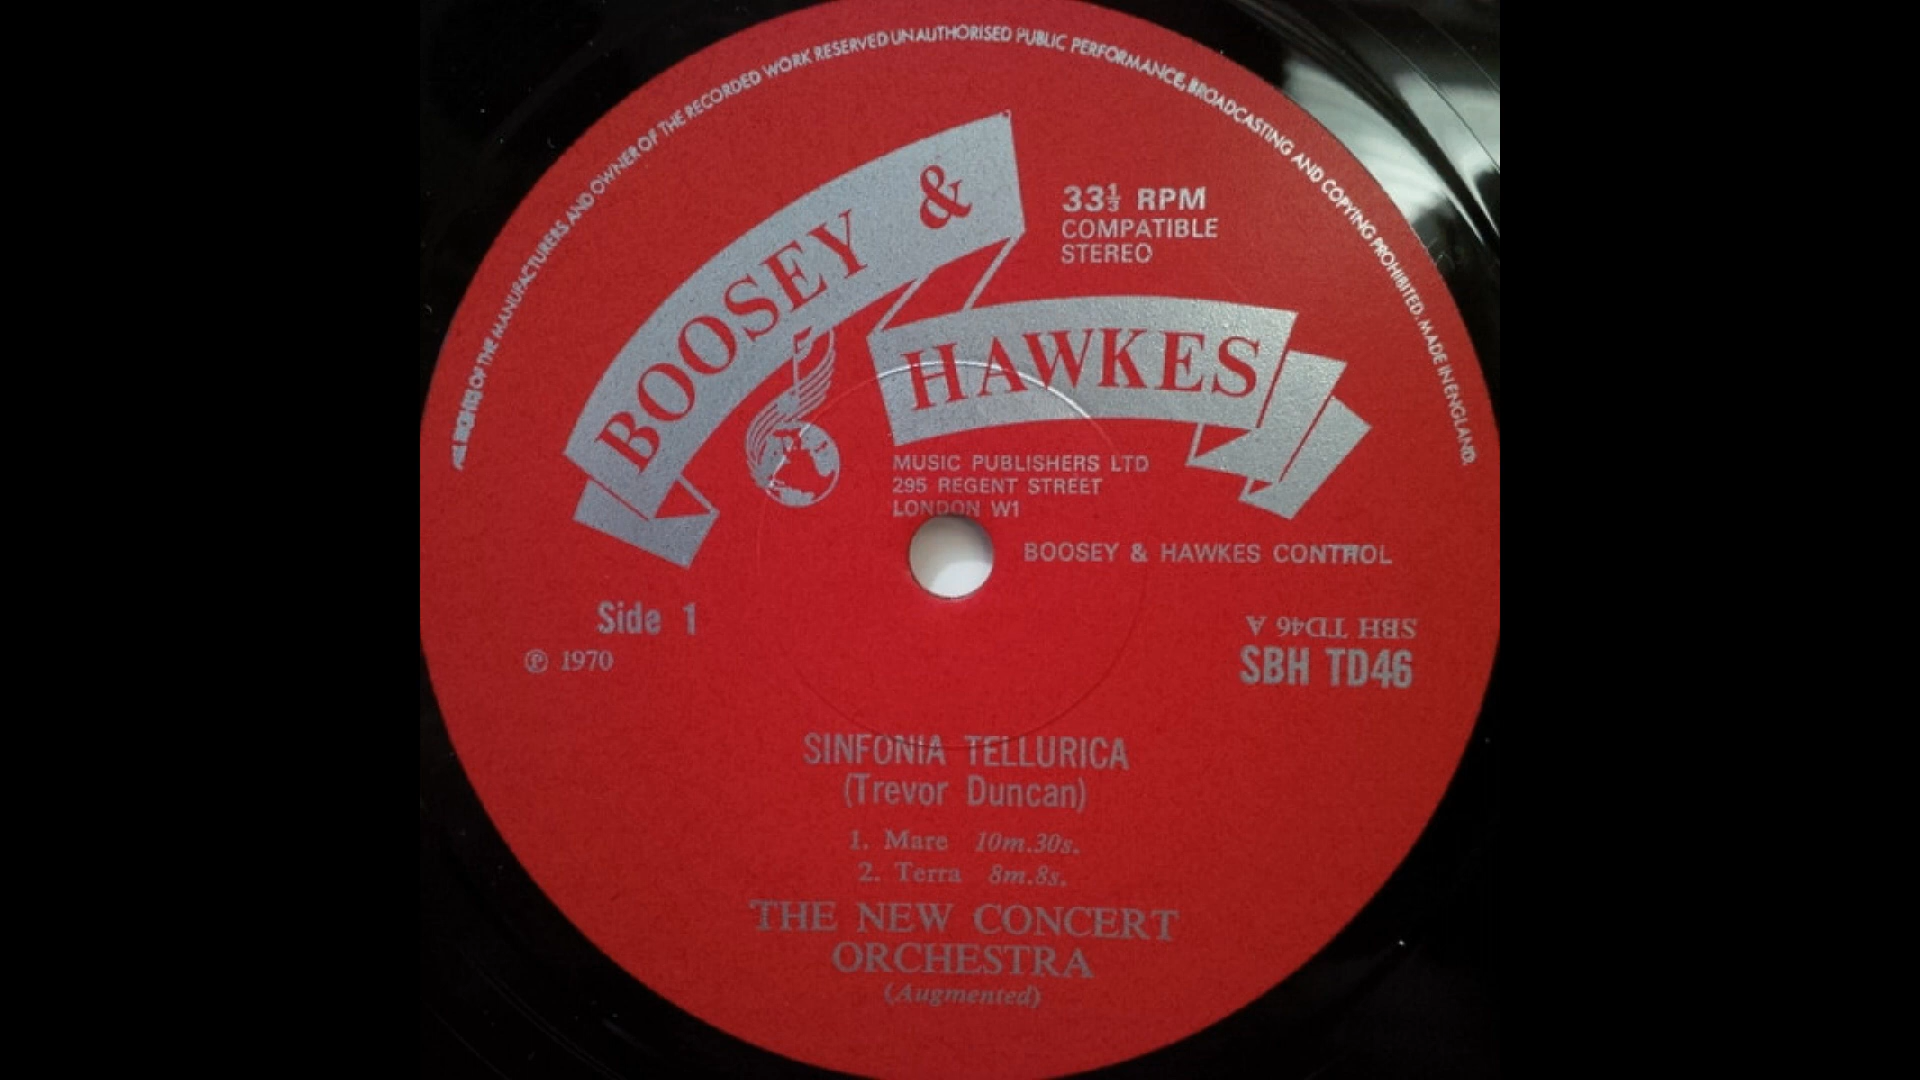 ALL RIGHTS OF THE MANUFACTURERS AND OWNER OF THE RECORDED WORK RESERVED UNAUTHORISED PUBLIC PERFORMANCE, BROADCASTING AND COPYING PROHIBITED. MADE IN ENGLAND.
BOOSEY &
HAWKES
33⅓ RPM
COMPATIBLE
STEREO
MUSIC PUBLISHERS LTD
295 REGENT STREET
LONDON W1
BOOSEY & HAWKES CONTROL
Side 1
℗ 1970
SBH TD46 A
SBH TD46
SINFONIA TELLURICA
(Trevor Duncan)
1. Mare 10m.30s.
2. Terra 8m.8s.
THE NEW CONCERT
ORCHESTRA
(Augmented)